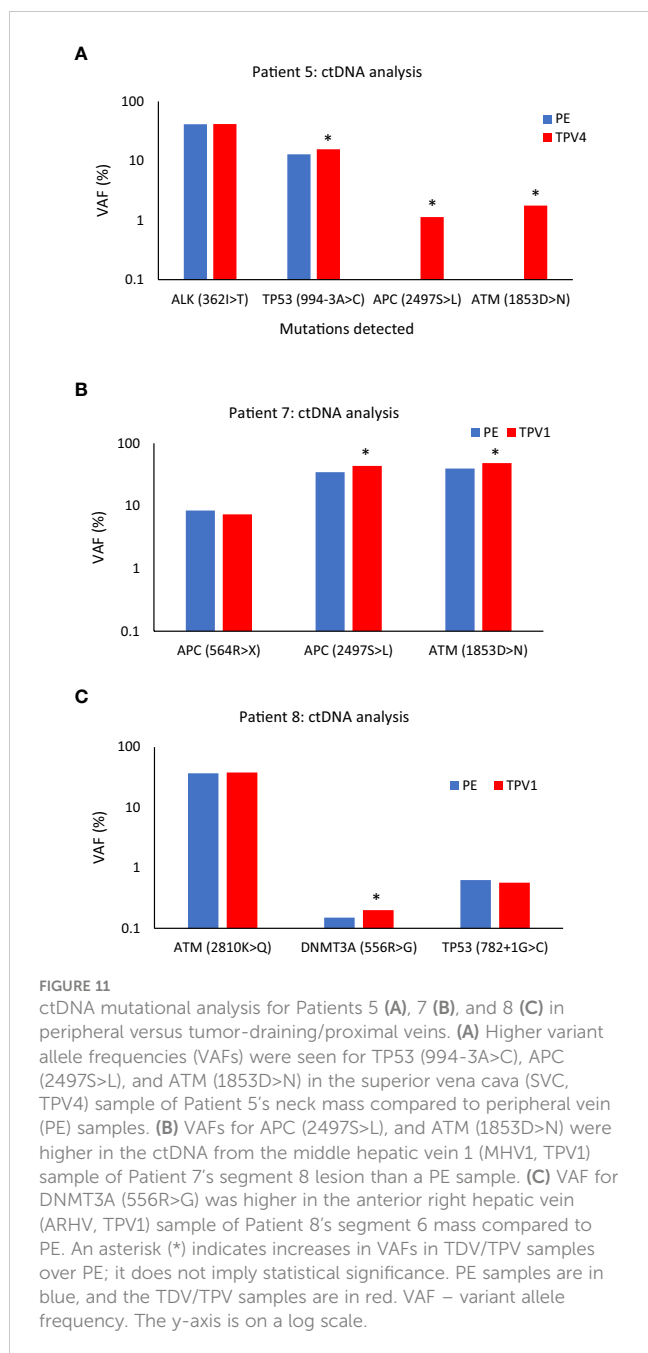 A
Patient 5: ctDNA analysis
PE
TPV4
VAF (%)
100
10
1
0.1
*
*
*
ALK (362I>T)
TP53 (994-3A>C)
APC (2497S>L)
ATM (1853D>N)
Mutations detected
B
Patient 7: ctDNA analysis
PE
TPV1
VAF (%)
100
10
1
0.1
*
*
APC (564R>X)
APC (2497S>L)
ATM (1853D>N)
C
Patient 8: ctDNA analysis
PE
TPV1
VAF (%)
100
10
1
0.1
*
ATM (2810K>Q)
DNMT3A (556R>G)
TP53 (782+1G>C)
FIGURE 11
ctDNA mutational analysis for Patients 5 (A), 7 (B), and 8 (C) in
peripheral versus tumor-draining/proximal veins. (A) Higher variant
allele frequencies (VAFs) were seen for TP53 (994-3A>C), APC
(2497S>L), and ATM (1853D>N) in the superior vena cava (SVC,
TPV4) sample of Patient 5's neck mass compared to peripheral vein
(PE) samples. (B) VAFs for APC (2497S>L), and ATM (1853D>N) were
higher in the ctDNA from the middle hepatic vein 1 (MHV1, TPV1)
sample of Patient 7's segment 8 lesion than a PE sample. (C) VAF for
DNMT3A (556R>G) was higher in the anterior right hepatic vein
(ARHV, TPV1) sample of Patient 8's segment 6 mass compared to
PE. An asterisk (*) indicates increases in VAFs in TDV/TPV samples
over PE; it does not imply statistical significance. PE samples are in
blue, and the TDV/TPV samples are in red. VAF – variant allele
frequency. The y-axis is on a log scale.